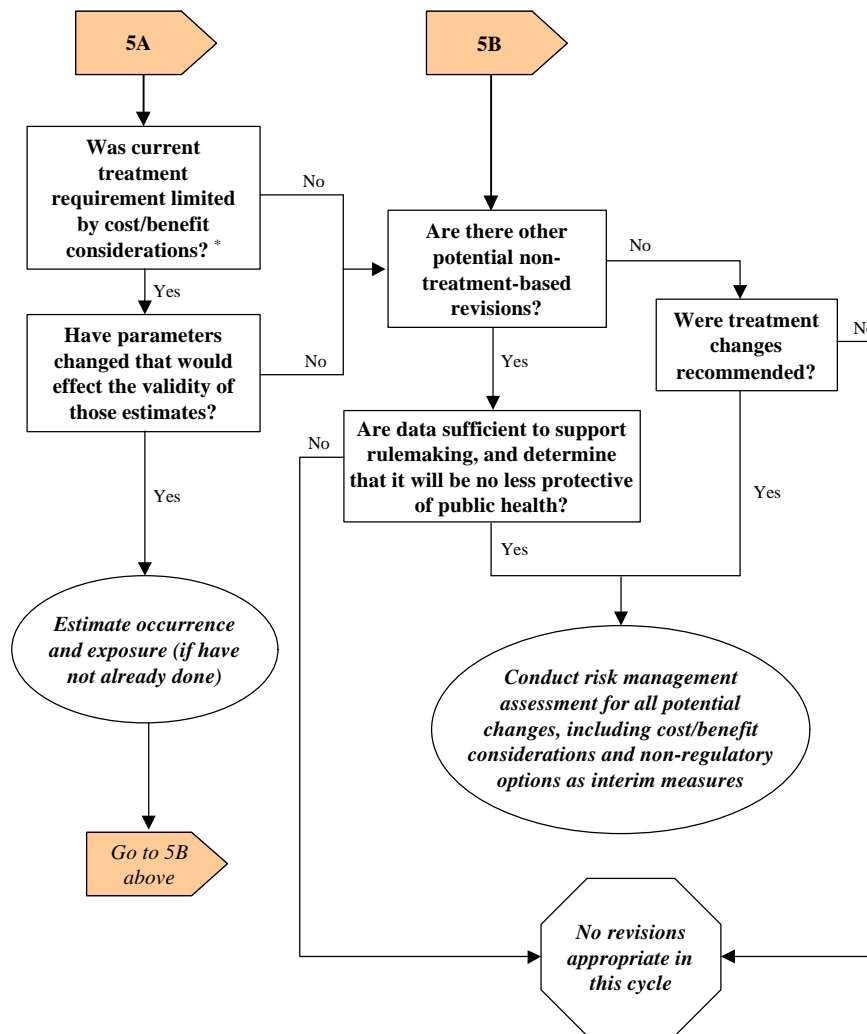 5A
5B
Was current
treatment
requirement limited
by cost/benefit
considerations? *
No
Are there other
potential non-
treatment-based
revisions?
No
Yes
Have parameters
changed that would
effect the validity of
those estimates?
No
Were treatment
changes
recommended?
No
Yes
No
Are data sufficient to support
rulemaking, and determine
that it will be no less protective
of public health?
Yes
Yes
Yes
Estimate occurrence
and exposure (if have
not already done)
Conduct risk management
assessment for all potential
changes, including cost/benefit
considerations and non-regulatory
options as interim measures
Go to 5B
above
No revisions
appropriate in
this cycle